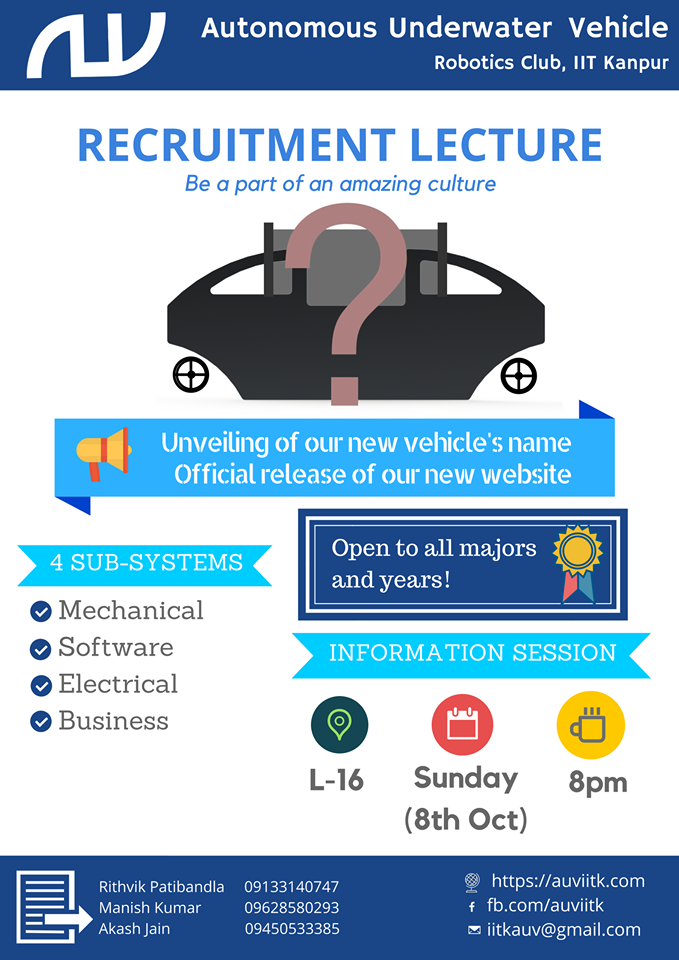 AUV
Autonomous Underwater Vehicle
Robotics Club, IIT Kanpur
RECRUITMENT LECTURE
Be a part of an amazing culture
?
Unveiling of our new vehicle's name
Official release of our new website
4 SUB-SYSTEMS
Mechanical
Software
Electrical
Business
Open to all majors
and years!
INFORMATION SESSION
L-16
Sunday
(8th Oct)
8pm
Rithvik Patibandla 09133140747
Manish Kumar 09628580293
Akash Jain 09450533385
https://auviitk.com
fb.com/auviitk
iitkauv@gmail.com